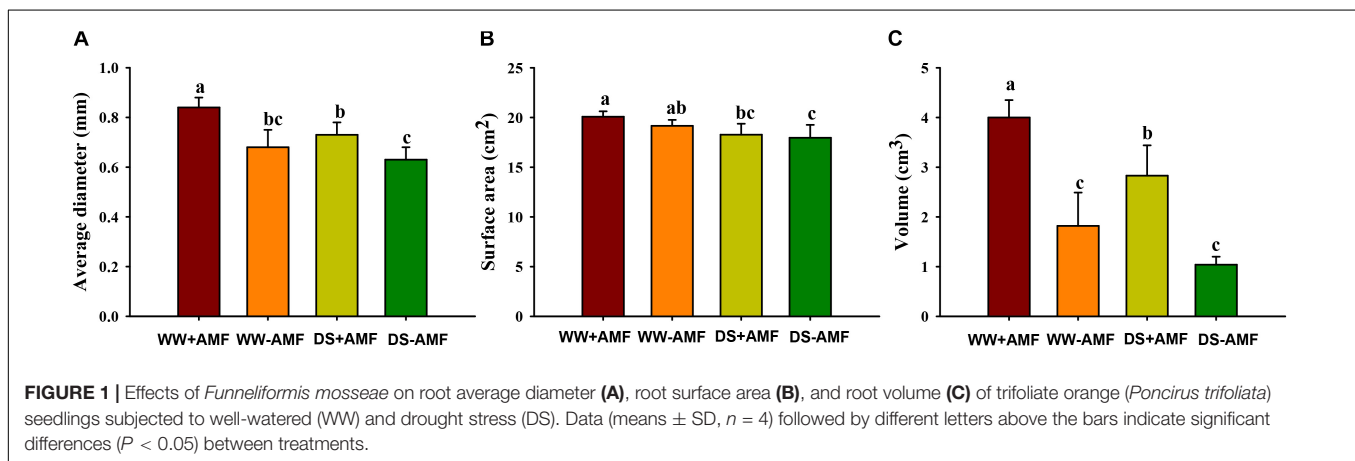 A
Average diameter (mm)
1.0
0.8
0.6
0.4
0.2
0.0
a
bc
b
c
WW+AMF WW-AMF DS+AMF DS-AMF
B
Surface area (cm²)
25
20
15
10
5
0
a
ab
bc
c
WW+AMF WW-AMF DS+AMF DS-AMF
C
Volume (cm³)
5
4
3
2
1
0
a
c
b
c
WW+AMF WW-AMF DS+AMF DS-AMF
FIGURE 1 | Effects of Funneliformis mosseae on root average diameter (A), root surface area (B), and root volume (C) of trifoliate orange (Poncirus trifoliata)
seedlings subjected to well-watered (WW) and drought stress (DS). Data (means ± SD, n = 4) followed by different letters above the bars indicate significant
differences (P < 0.05) between treatments.